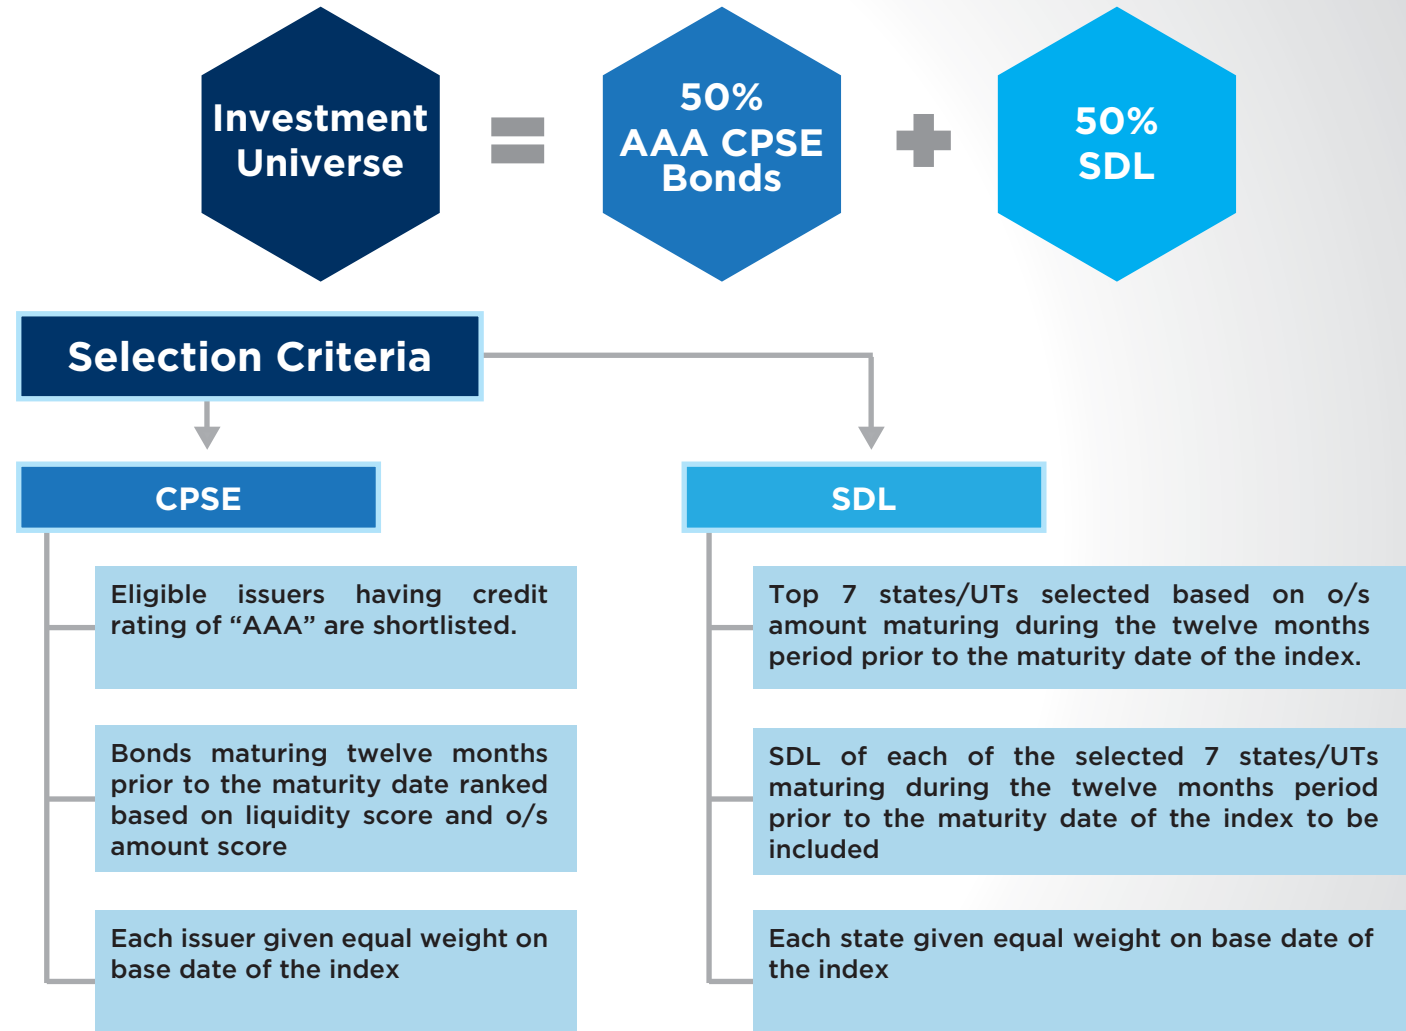 Investment
Universe
50%
AAA CPSE
Bonds
50%
SDL
Selection Criteria
CPSE
Eligible issuers having credit
rating of “AAA” are shortlisted.
Bonds maturing twelve months
prior to the maturity date ranked
based on liquidity score and o/s
amount score
Each issuer given equal weight on
base date of the index
SDL
Top 7 states/UTs selected based on o/s
amount maturing during the twelve months
period prior to the maturity date of the index.
SDL of each of the selected 7 states/UTs
maturing during the twelve months period
prior to the maturity date of the index to be
included
Each state given equal weight on base date of
the index